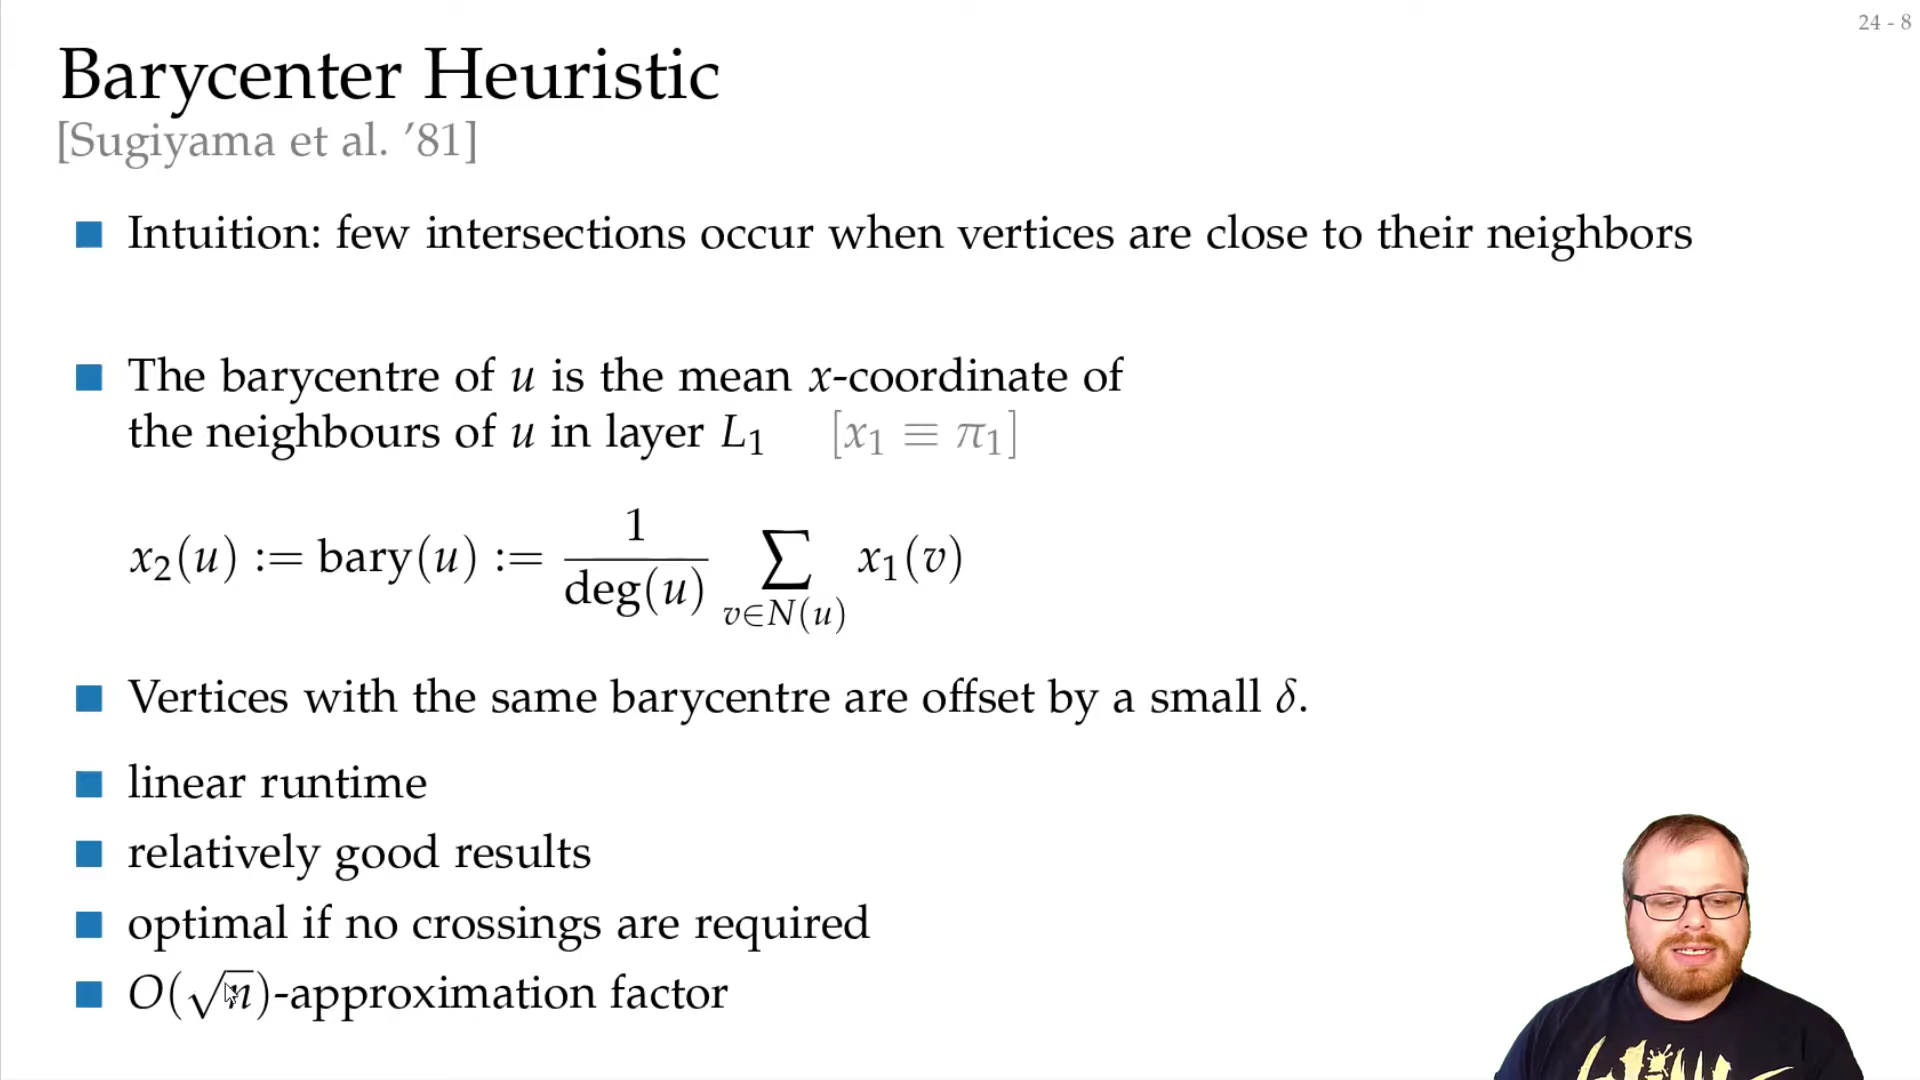 24 - 8
Barycenter Heuristic
[Sugiyama et al. ’81]
Intuition: few intersections occur when vertices are close to their neighbors
The barycentre of u is the mean x-coordinate of
the neighbours of u in layer L₁ [x₁ ≡ π₁]
x₂(u) := bary(u) := 1/deg(u) ∑_{v∈N(u)} x₁(v)
Vertices with the same barycentre are offset by a small δ.
linear runtime
relatively good results
optimal if no crossings are required
O(√n)-approximation factor